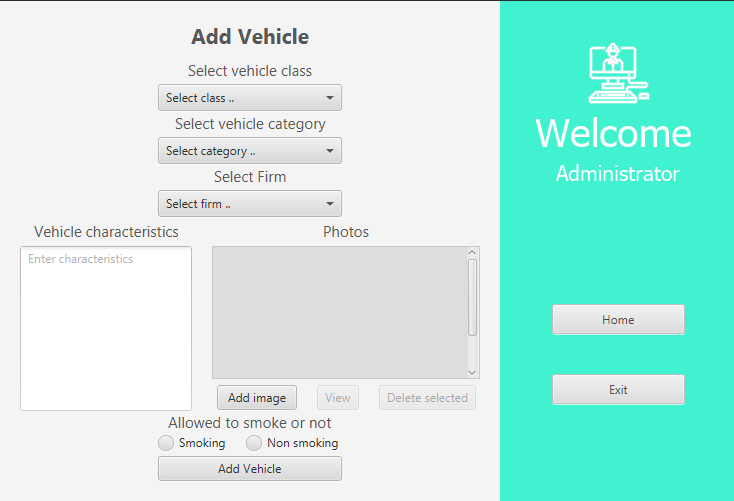 Add Vehicle
Select vehicle class
Select class ..
Select vehicle category
Select category ..
Select Firm
Select firm ..
Vehicle characteristics
Enter characteristics
Photos
Add image
View
Delete selected
Allowed to smoke or not
Smoking
Non smoking
Add Vehicle
Welcome
Administrator
Home
Exit